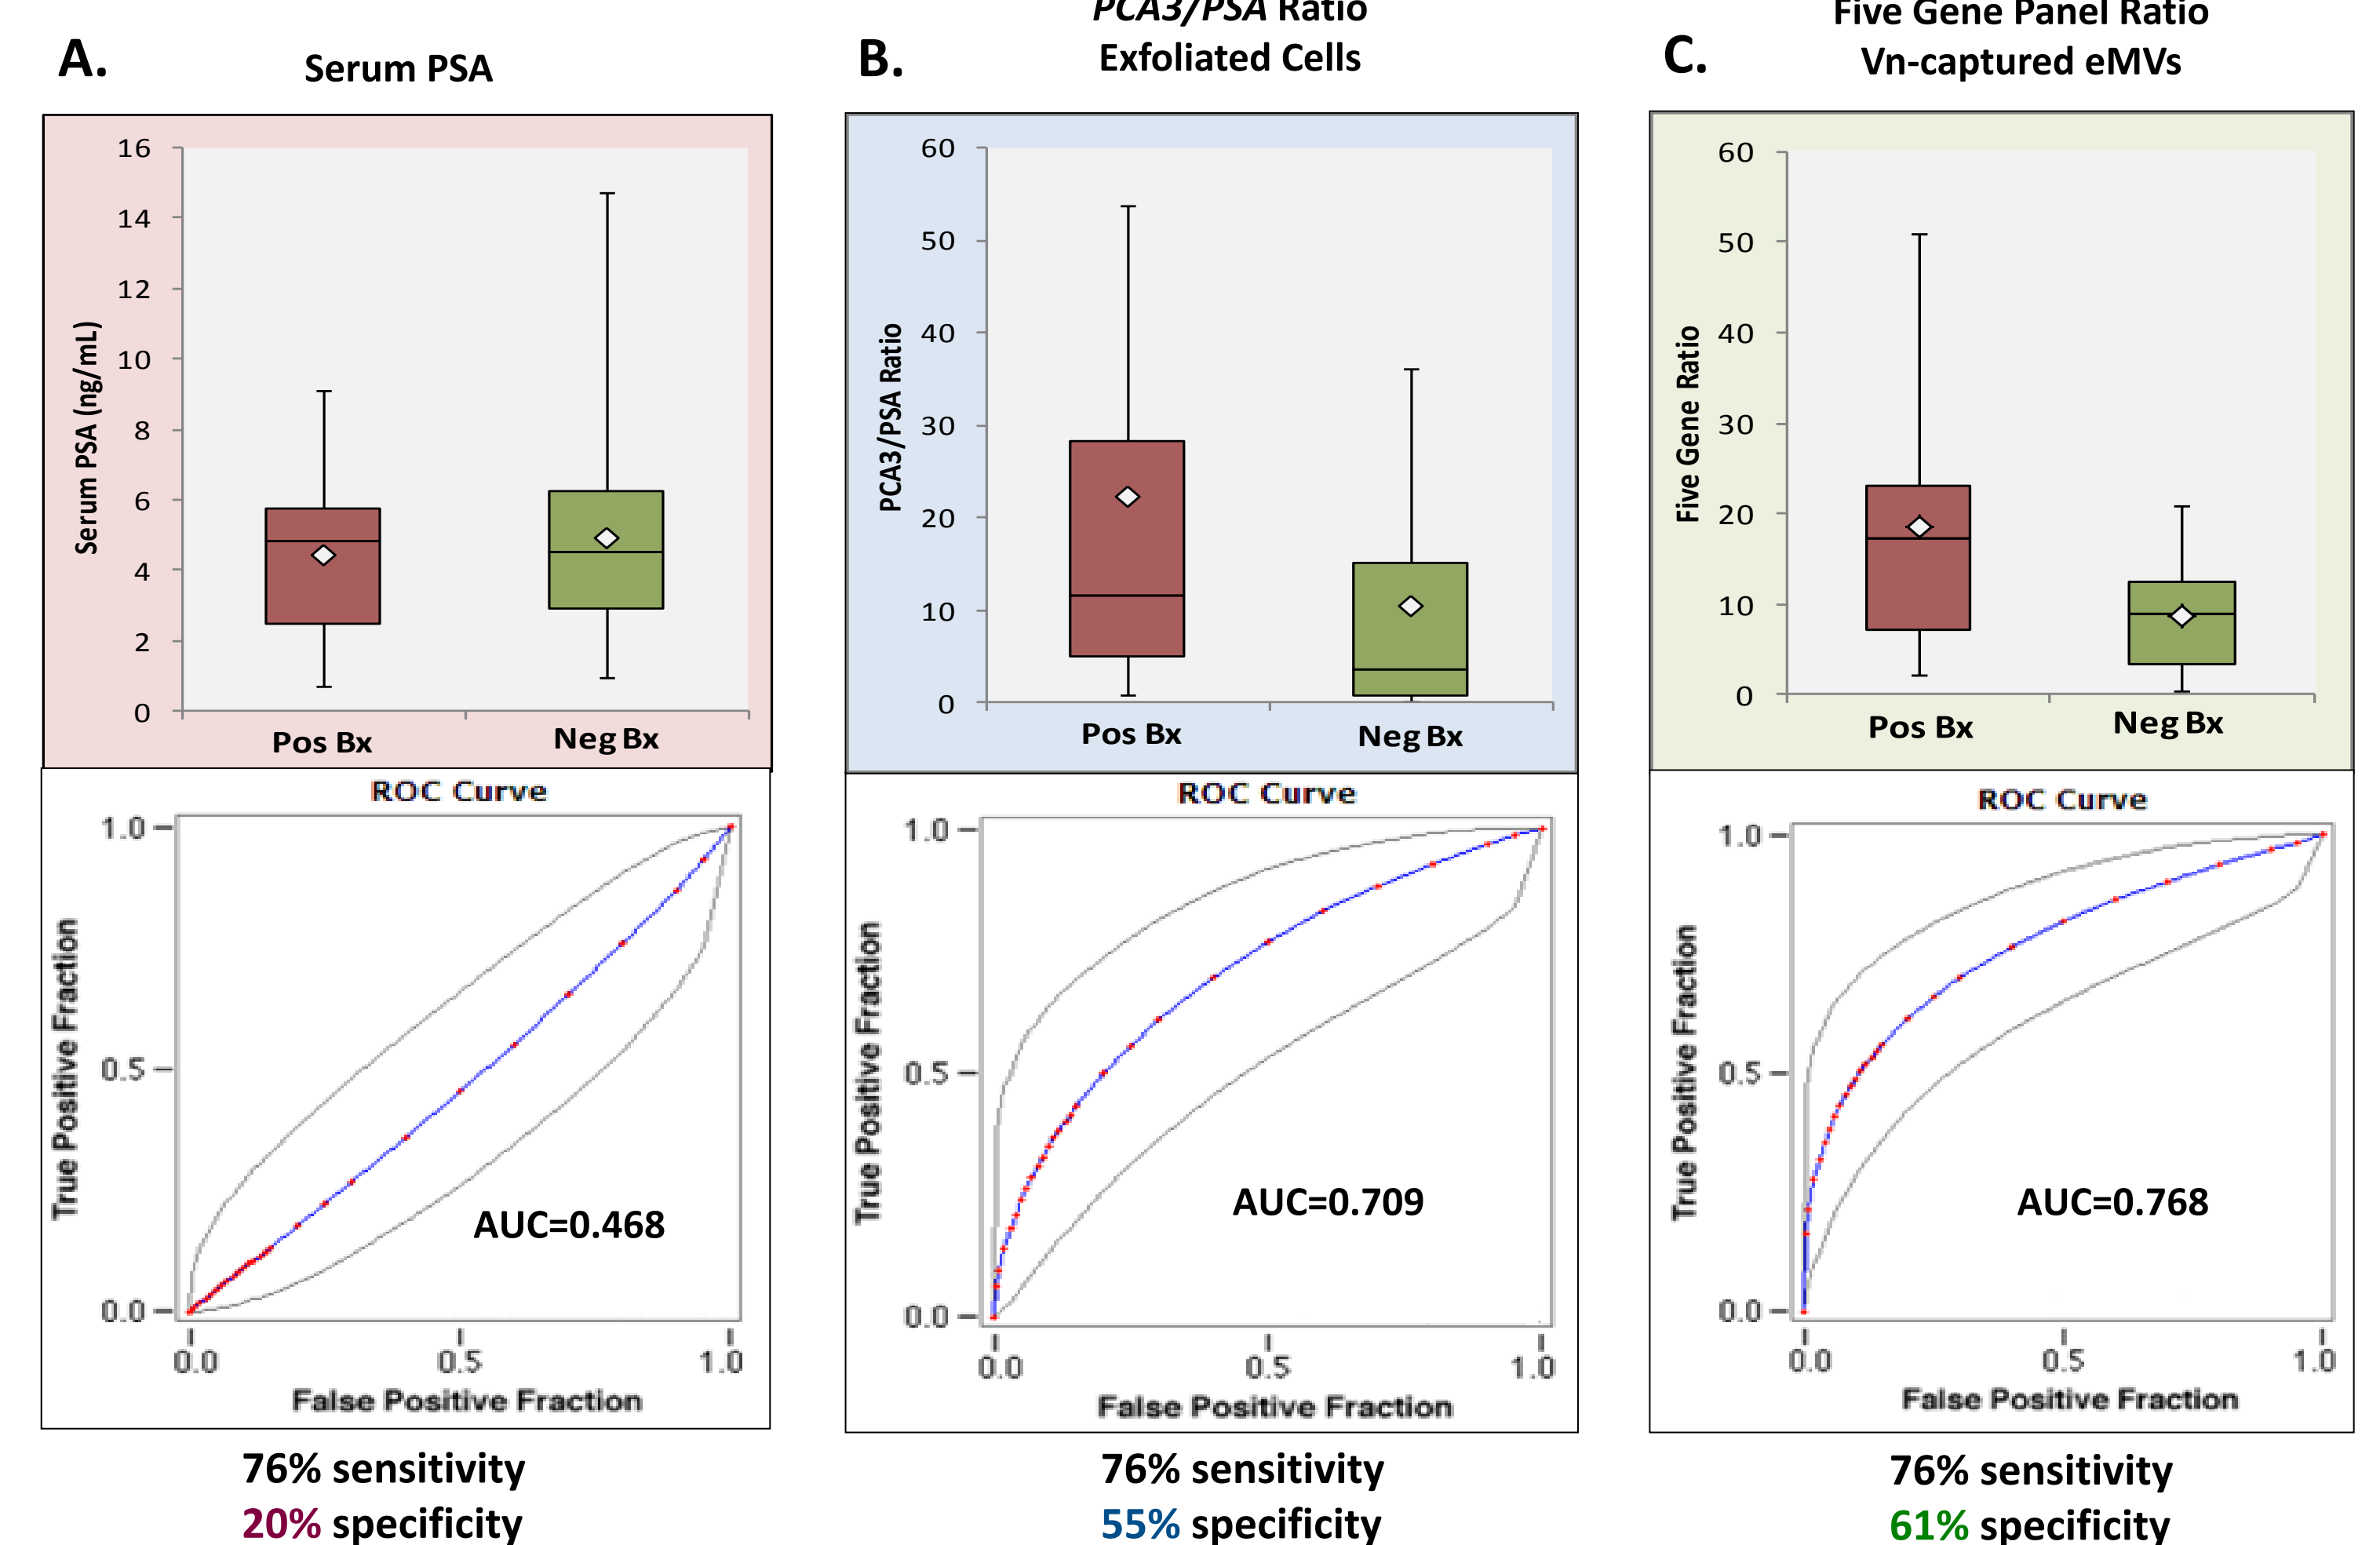 A.
Serum PSA
Serum PSA (ng/mL)
16
14
12
10
8
6
4
2
0
Pos Bx
Neg Bx
ROC Curve
True Positive Fraction
1.0
0.5
0.0
0.0
0.5
1.0
False Positive Fraction
AUC=0.468
76% sensitivity
20% specificity
B.
PCA3/PSA Ratio
Exfoliated Cells
PCA3/PSA Ratio
60
50
40
30
20
10
0
Pos Bx
Neg Bx
ROC Curve
True Positive Fraction
1.0
0.5
0.0
0.0
0.5
1.0
False Positive Fraction
AUC=0.709
76% sensitivity
55% specificity
C.
Five Gene Panel Ratio
Vn-captured eMVs
Five Gene Ratio
60
50
40
30
20
10
0
Pos Bx
Neg Bx
ROC Curve
True Positive Fraction
1.0
0.5
0.0
0.0
0.5
1.0
False Positive Fraction
AUC=0.768
76% sensitivity
61% specificity